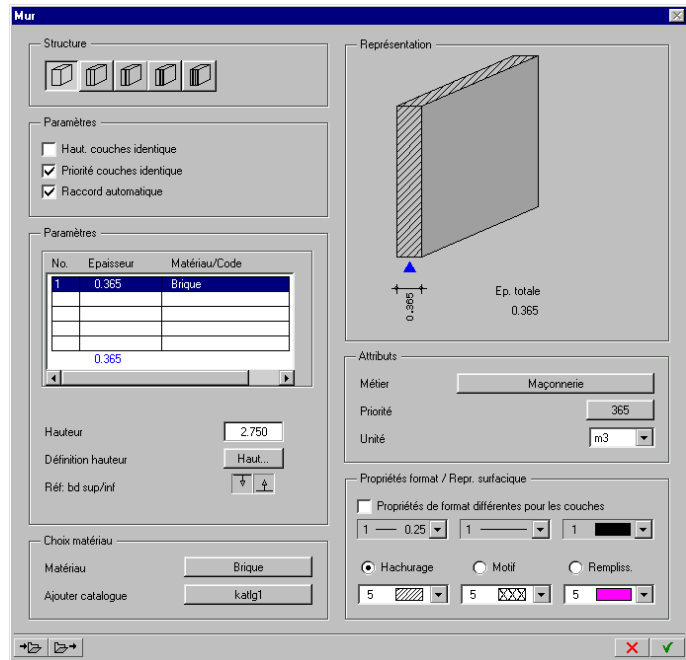 Mur
Structure
Paramètres
Haut. couches identique
Priorité couches identique
Raccord automatique
Paramètres
No. Epaisseur Matériau/Code
1 0.365 Brique
0.365
Hauteur 2.750
Définition hauteur Haut...
Réf: bd sup/inf
Choix matériau
Matériau Brique
Ajouter catalogue katlg1
Représentation
0.365
Ep. totale
0.365
Attributs
Métier Maçonnerie
Priorité 365
Unité m3
Propriétés format / Repr. surfacique
Propriétés de format différentes pour les couches
1 0.25 1 1
Hachurage Motif Rempliss.
5 5 5